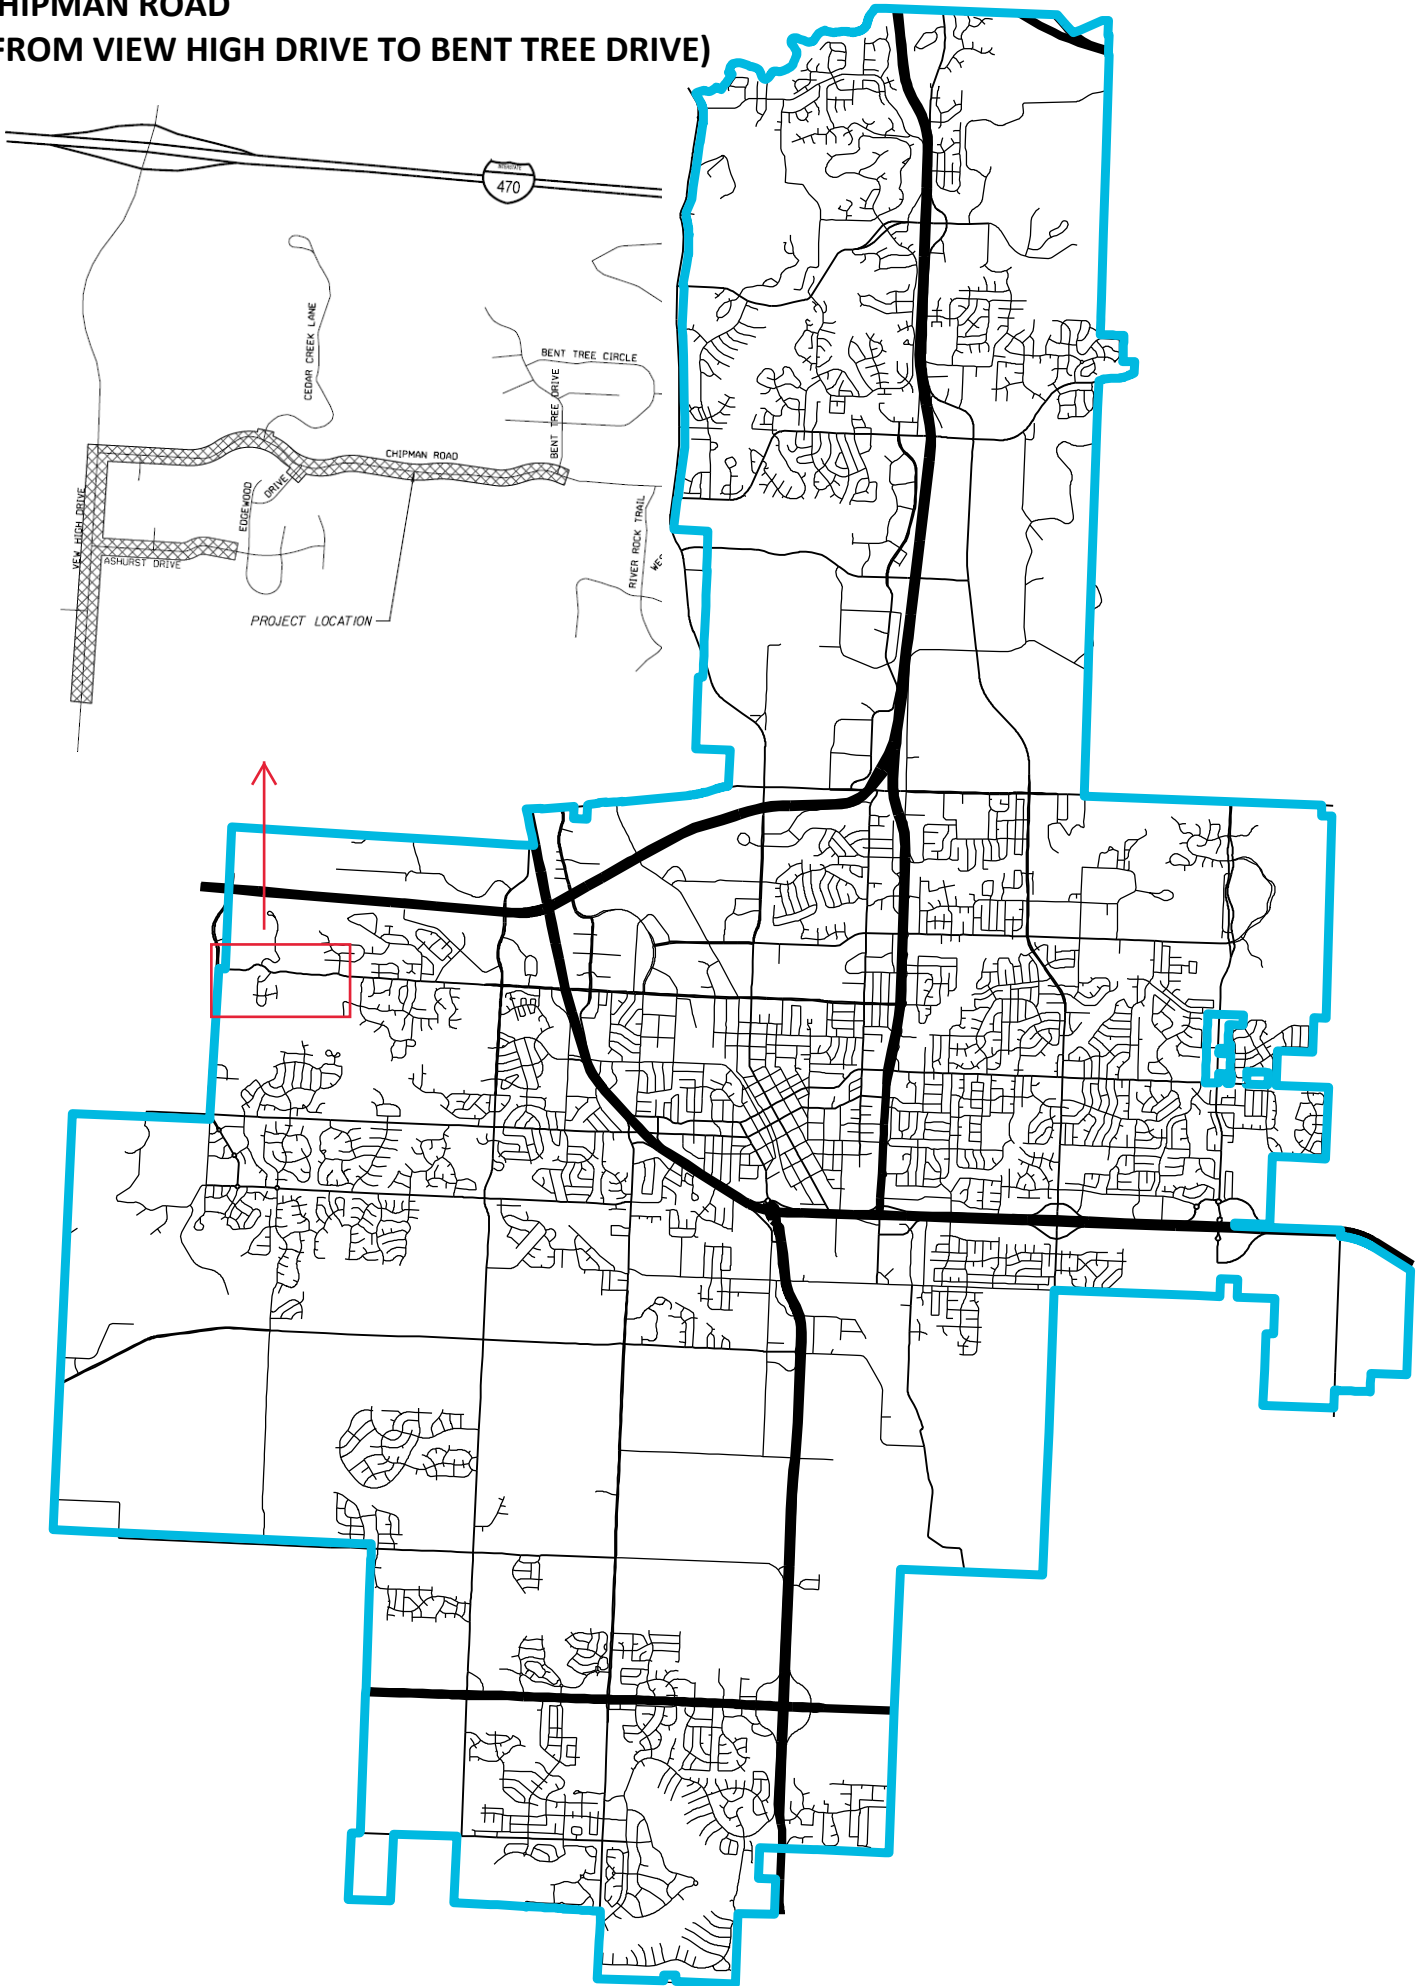 HIPMAN ROAD
FROM VIEW HIGH DRIVE TO BENT TREE DRIVE)
INTERSTATE
470
CEDAR CREEK LANE
BENT TREE CIRCLE
BENT TREE DRIVE
CHIPMAN ROAD
VIEW HIGH DRIVE
EDGEWOOD
DRIVE
ASHURST DRIVE
RIVER ROCK TRAIL
PROJECT LOCATION